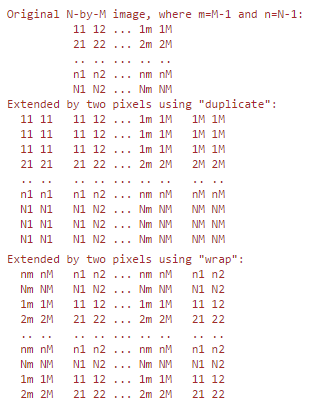 Original N-by-M image, where m=M-1 and n=N-1:
11 12 ... 1m 1M
21 22 ... 2m 2M
.. .. .. .. ..
n1 n2 ... nm nM
N1 N2 ... Nm NM
Extended by two pixels using "duplicate":
11 11 11 12 ... 1m 1M 1M 1M
11 11 11 12 ... 1m 1M 1M 1M
11 11 11 12 ... 1m 1M 1M 1M
21 21 21 22 ... 2m 2M 2M 2M
.. .. .. .. .. .. .. .. ..
n1 n1 n1 n2 ... nm nM nM nM
N1 N1 N1 N2 ... Nm NM NM NM
N1 N1 N1 N2 ... Nm NM NM NM
N1 N1 N1 N2 ... Nm NM NM NM
Extended by two pixels using "wrap":
nm nM n1 n2 ... nm nM n1 n2
Nm NM N1 N2 ... Nm NM N1 N2
1m 1M 11 12 ... 1m 1M 11 12
2m 2M 21 22 ... 2m 2M 21 22
.. .. .. .. .. .. .. .. ..
nm nM n1 n2 ... nm nM n1 n2
Nm NM N1 N2 ... Nm NM N1 N2
1m 1M 11 12 ... 1m 1M 11 12
2m 2M 21 22 ... 2m 2M 21 22